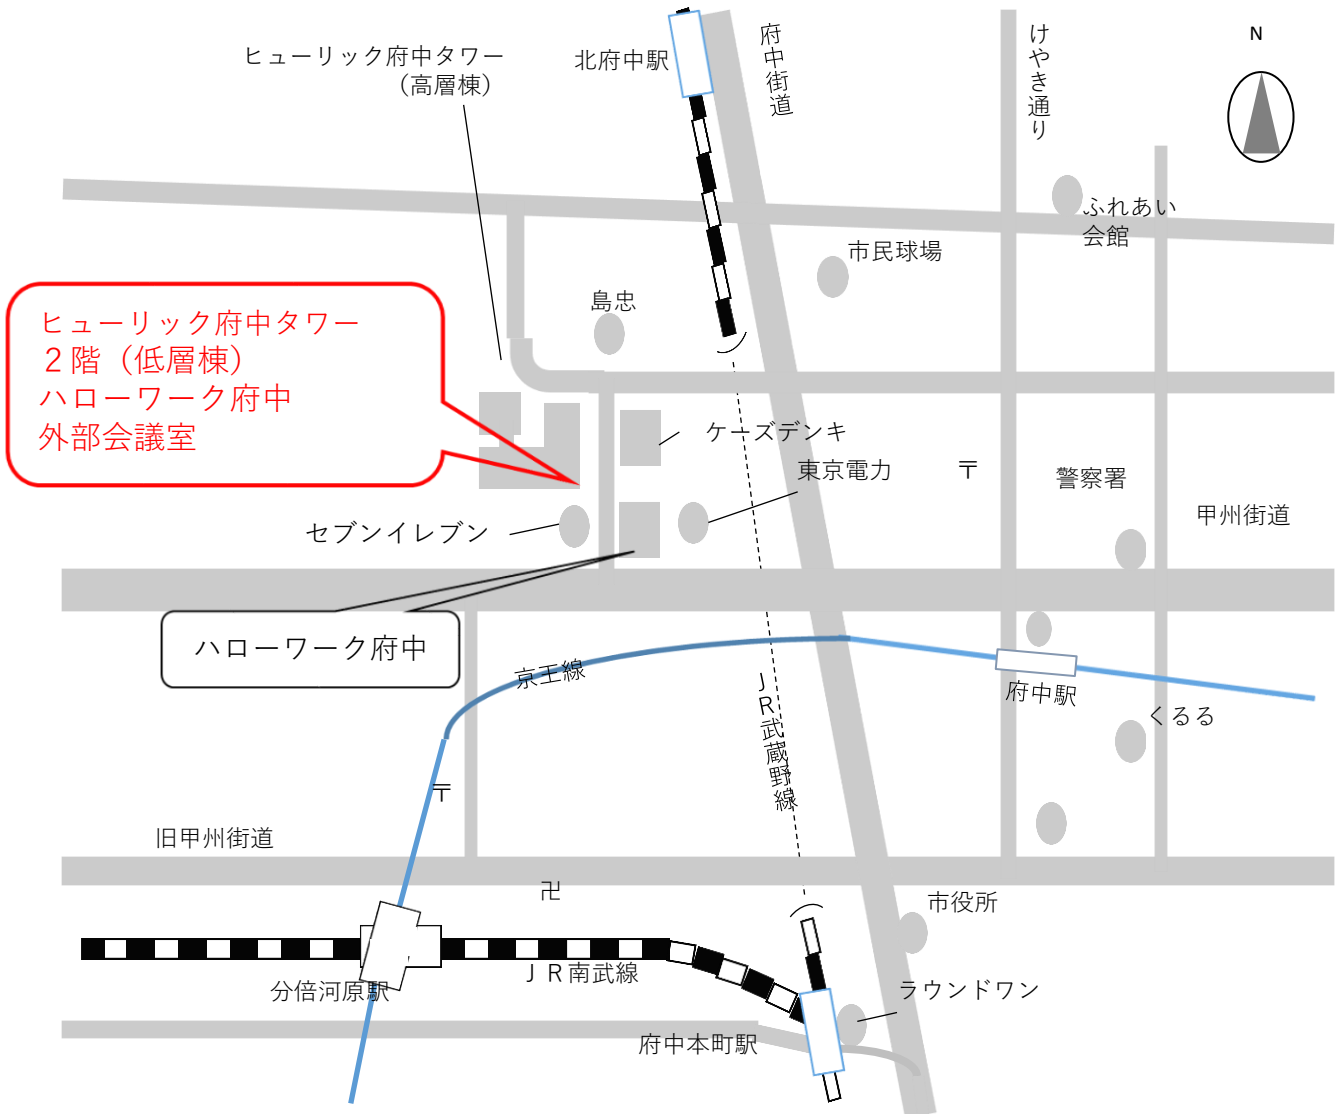 N
ヒューリック府中タワー
（高層棟）
北府中駅
府中街道
けやき通り
ふれあい
会館
市民球場
島忠
ヒューリック府中タワー
２階（低層棟）
ハローワーク府中
外部会議室
ケーズデンキ
東京電力
〒
警察署
甲州街道
セブンイレブン
ハローワーク府中
京王線
ＪＲ武蔵野線
府中駅
くるる
〒
旧甲州街道
卍
市役所
ＪＲ南武線
分倍河原駅
ラウンドワン
府中本町駅